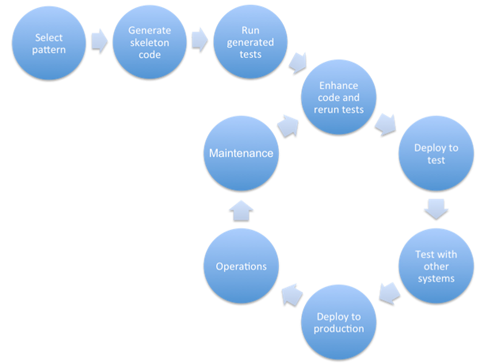 Select
pattern
Generate
skeleton
code
Run
generated
tests
Enhance
code and
rerun tests
Deploy to
test
Test with
other
systems
Deploy to
production
Operations
Maintenance